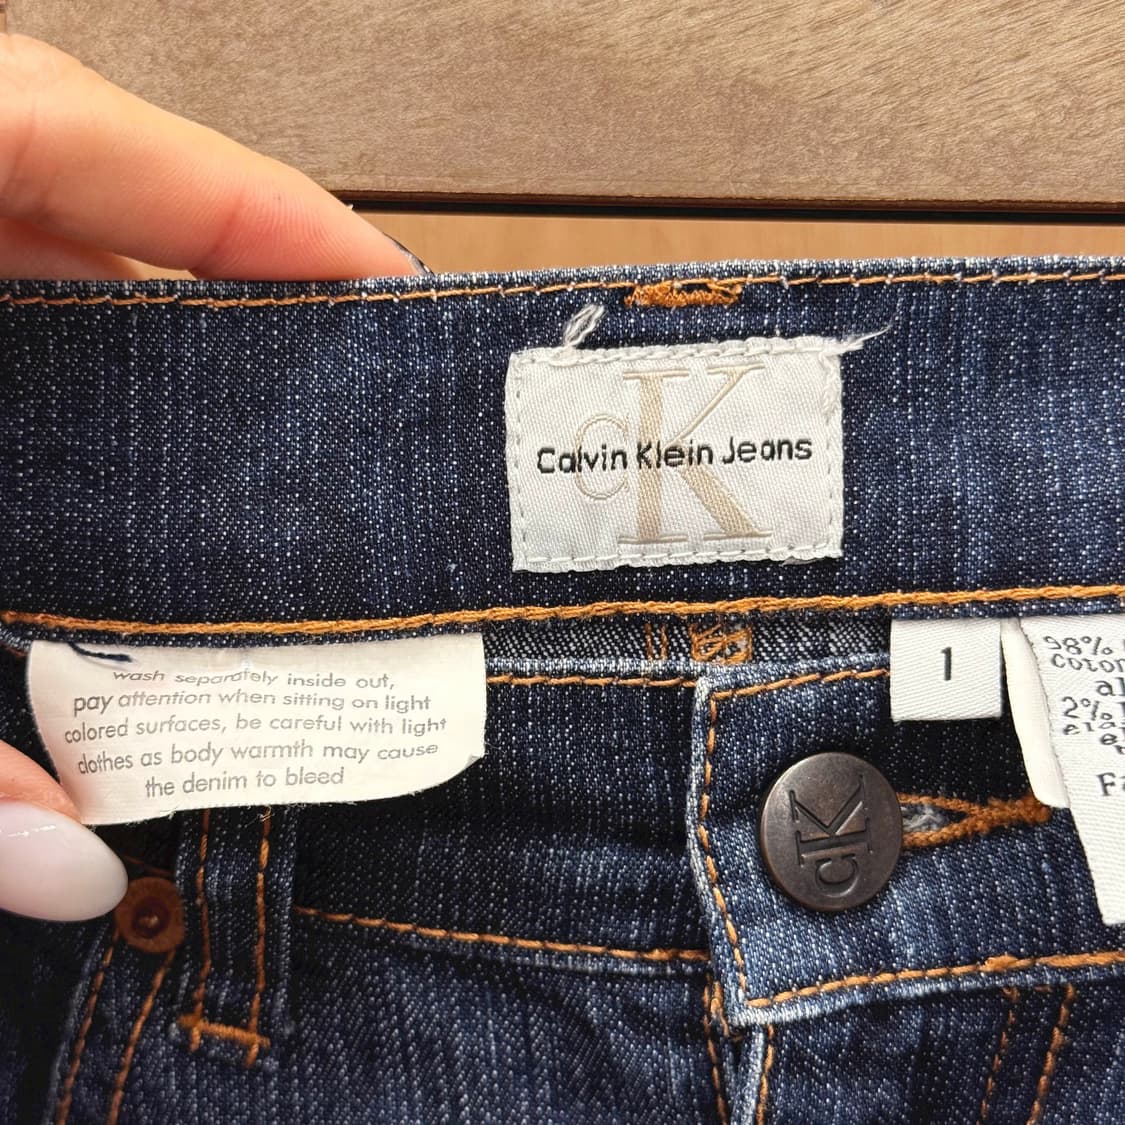 CK
Calvin Klein Jeans
wash separately inside out,
pay attention when sitting on light
colored surfaces, be careful with light
clothes as body warmth may cause
the denim to bleed
1
98%
2%
cK